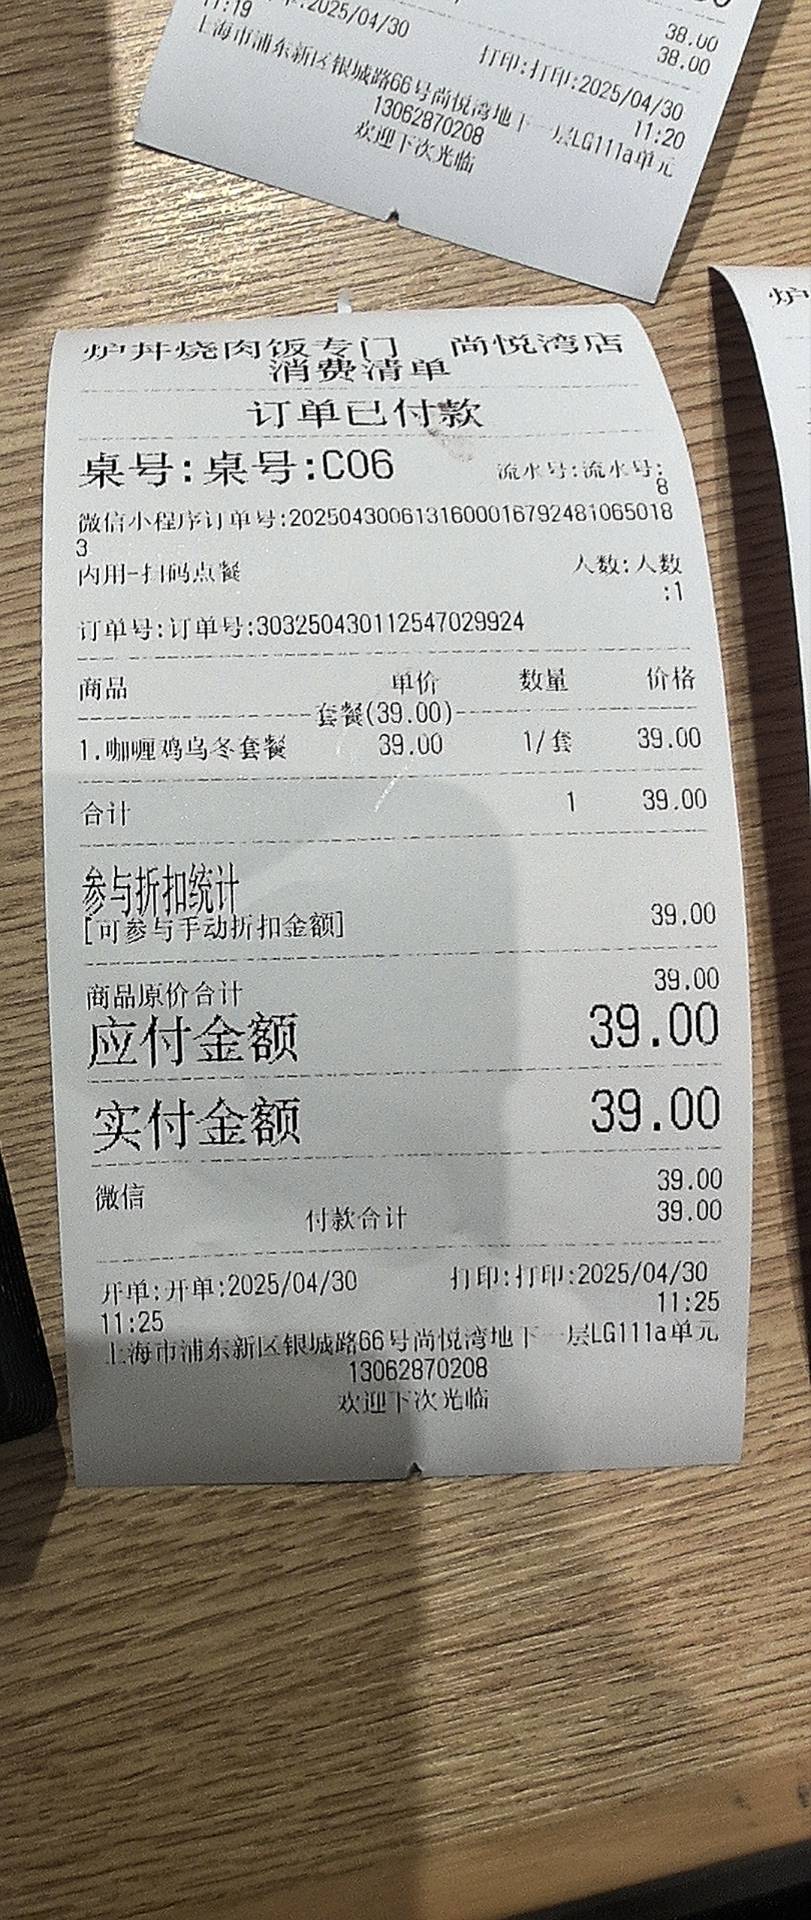 38.00
38.00
11:19
打印:打印:2025/04/30
11:20
上海市浦东新区银城路66号尚悦湾地下一层LG111a单元
13062870208
欢迎下次光临
炉
炉丼烧肉饭专门 尚悦湾店
消费清单
订单已付款
桌号:桌号:C06 流水号:流水号:
8
微信小程序订单号:2025043006131600016792481065018
3
内用-扫码点餐 人数:人数
:1
订单号:订单号:303250430112547029924
商品 单价 数量 价格
套餐(39.00)
1.咖喱鸡乌冬套餐 39.00 1/套 39.00
合计 1 39.00
参与折扣统计
[可参与手动折扣金额] 39.00
商品原价合计 39.00
应付金额 39.00
实付金额 39.00
微信 39.00
付款合计 39.00
开单:开单:2025/04/30 打印:打印:2025/04/30
11:25 11:25
上海市浦东新区银城路66号尚悦湾地下一层LG111a单元
13062870208
欢迎下次光临